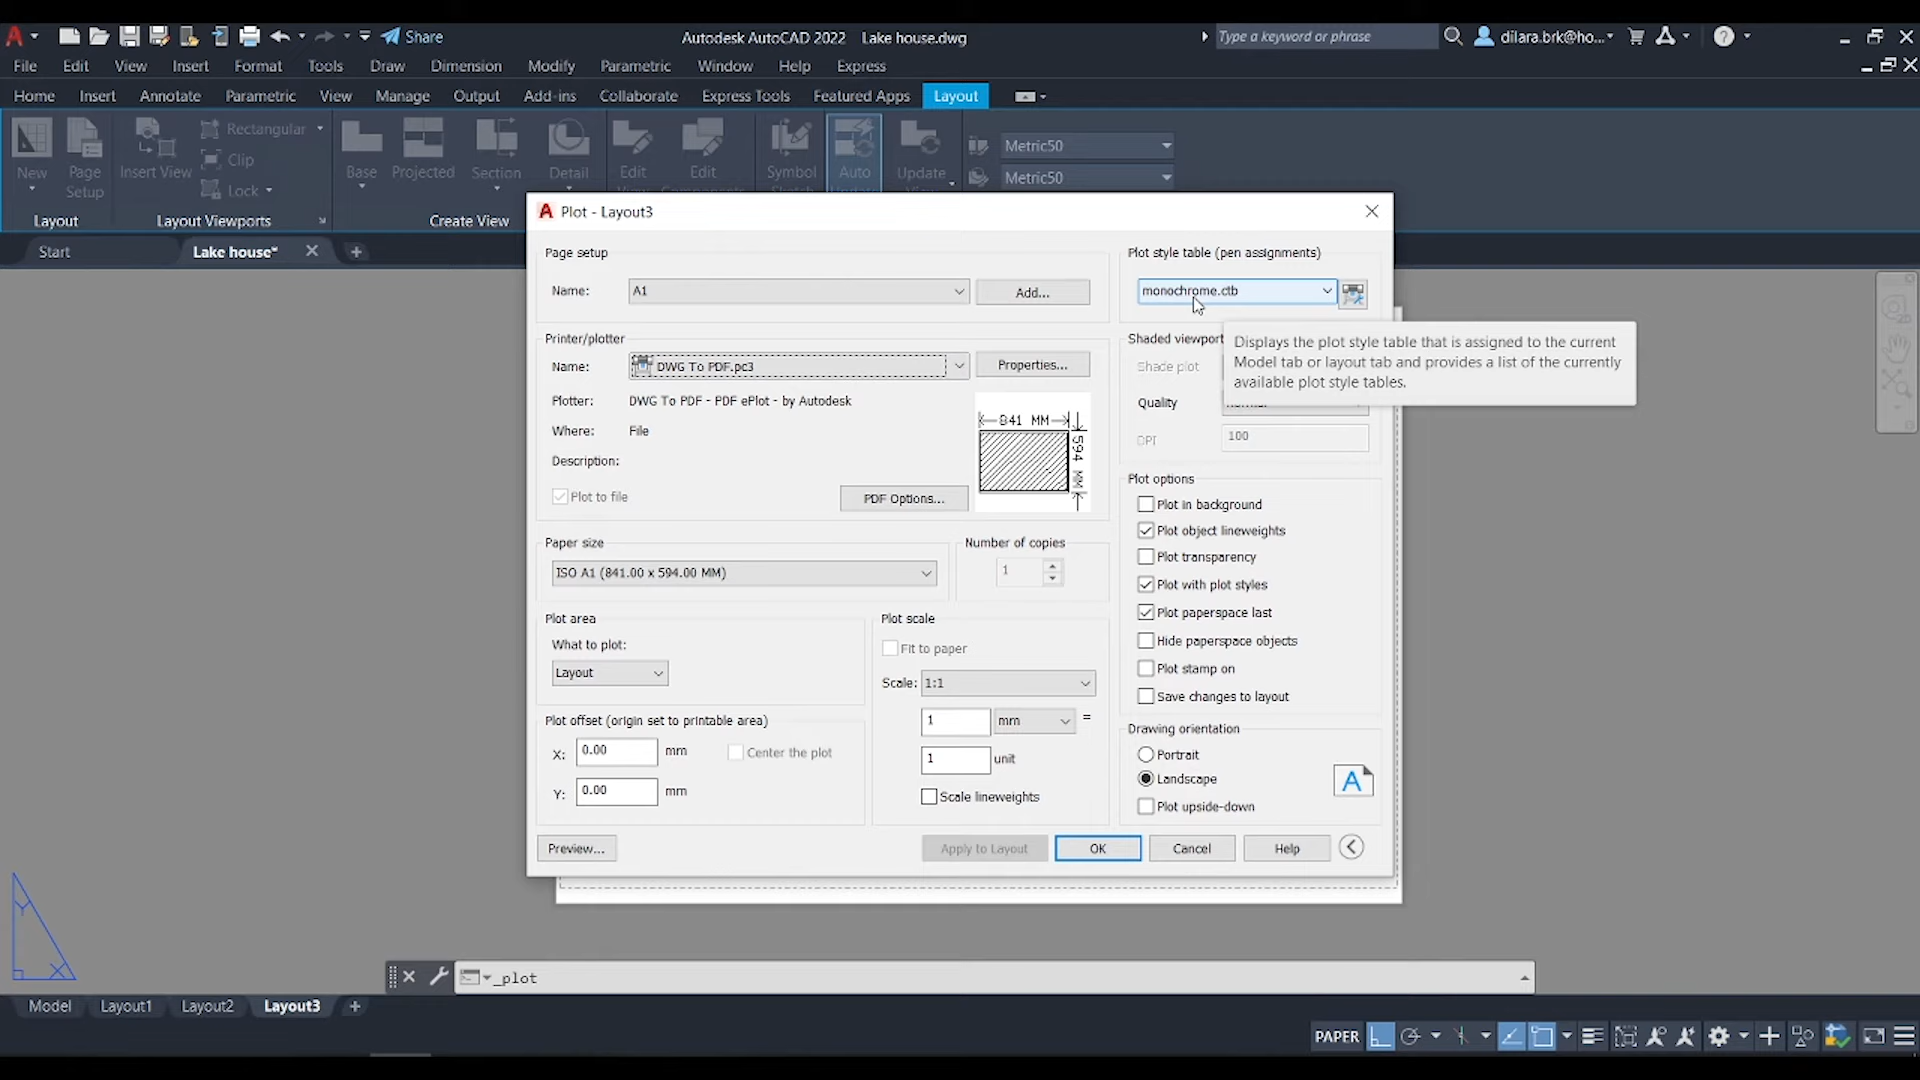 Share
Autodesk AutoCAD 2022 Lake house.dwg
Type a keyword or phrase
dilara.brk@ho...
File Edit View Insert Format Tools Draw Dimension Modify Parametric Window Help Express
Home Insert Annotate Parametric View Manage Output Add-ins Collaborate Express Tools Featured Apps Layout
New
Page Setup
Insert View
Rectangular
Clip
Lock
Base
Projected
Section
Detail
Edit
Edit
Symbol
Auto
Update
Metric50
Metric50
Layout
Layout Viewports
Create View
Start
Lake house*
Plot - Layout3
Page setup
Name: A1 Add...
Plot style table (pen assignments)
monochrome.ctb
Printer/plotter
Name: DWG To PDF.pc3 Properties...
Plotter: DWG To PDF - PDF ePlot - by Autodesk
Where: File
Description:
Plot to file
PDF Options...
841 MM
594 MM
Shaded viewport
Displays the plot style table that is assigned to the current
Model tab or layout tab and provides a list of the currently
available plot style tables.
Shade plot
Quality
DPI 100
Paper size
ISO A1 (841.00 x 594.00 MM)
Number of copies
1
Plot options
Plot in background
Plot object lineweights
Plot transparency
Plot with plot styles
Plot paperspace last
Hide paperspace objects
Plot stamp on
Save changes to layout
Plot area
What to plot:
Layout
Plot scale
Fit to paper
Scale: 1:1
1 mm =
1 unit
Scale lineweights
Plot offset (origin set to printable area)
X: 0.00 mm
Center the plot
Y: 0.00 mm
Drawing orientation
Portrait
Landscape
Plot upside-down
A
Preview... Apply to Layout OK Cancel Help
Y
X
_plot
Model Layout1 Layout2 Layout3
PAPER